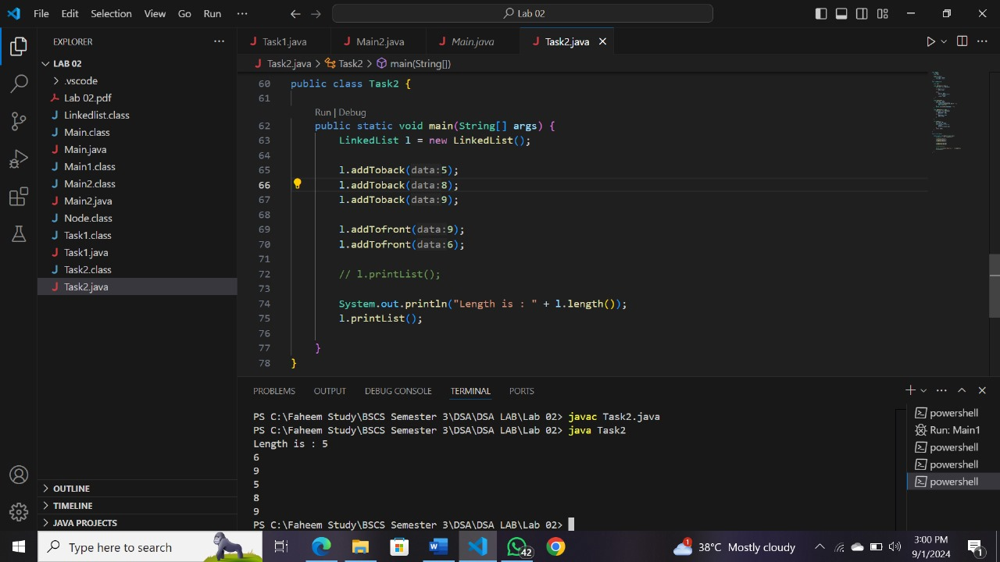 File Edit Selection View Go Run ··· Lab 02
EXPLORER ···
LAB 02
.vscode
Lab 02.pdf
Linkedlist.class
Main.class
Main.java
Main1.class
Main2.class
Main2.java
Node.class
Task1.class
Task1.java
Task2.class
Task2.java
OUTLINE
TIMELINE
JAVA PROJECTS
Task1.java Main2.java Main.java Task2.java
Task2.java > Task2 > main(String[])
60 public class Task2 {
61
Run | Debug
62 public static void main(String[] args) {
63 LinkedList l = new LinkedList();
64
65 l.addToback(data:5);
66 l.addToback(data:8);
67 l.addToback(data:9);
68
69 l.addTofront(data:9);
70 l.addTofront(data:6);
71
72 // l.printList();
73
74 System.out.println("Length is : " + l.length());
75 l.printList();
76
77 }
78 }
PROBLEMS OUTPUT DEBUG CONSOLE TERMINAL PORTS
PS C:\Faheem Study\BSCS Semester 3\DSA\DSA LAB\Lab 02> javac Task2.java
PS C:\Faheem Study\BSCS Semester 3\DSA\DSA LAB\Lab 02> java Task2
Length is : 5
6
9
5
8
9
PS C:\Faheem Study\BSCS Semester 3\DSA\DSA LAB\Lab 02>
powershell
Run: Main1
powershell
powershell
powershell
Type here to search
42
1
38°C Mostly cloudy
3:00 PM
9/1/2024
1